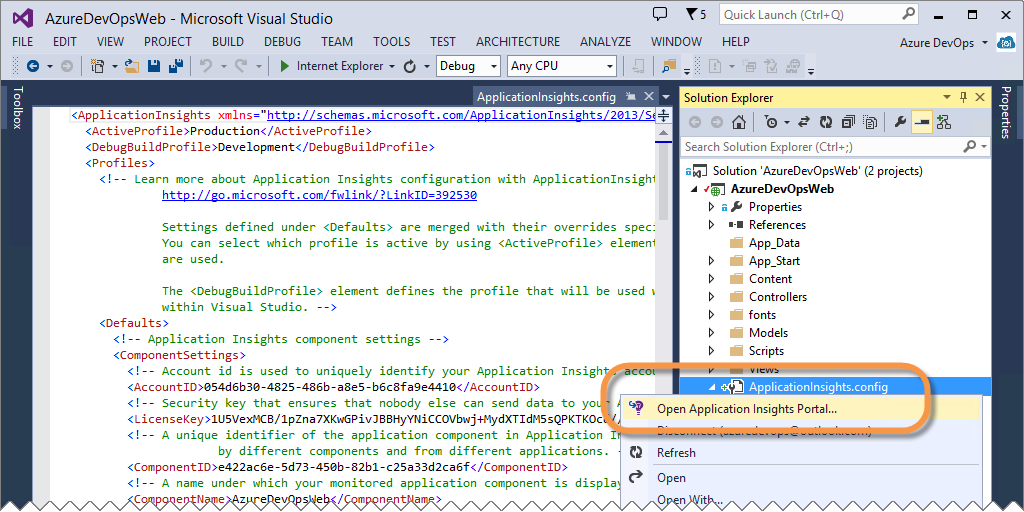 AzureDevOpsWeb - Microsoft Visual Studio
5
Quick Launch (Ctrl+Q)
FILE EDIT VIEW PROJECT BUILD DEBUG TEAM TOOLS TEST ARCHITECTURE ANALYZE WINDOW HELP
Azure DevOps
Internet Explorer
Debug
Any CPU
Toolbox
ApplicationInsights.config
<ApplicationInsights xmlns="http://schemas.microsoft.com/ApplicationInsights/2013/Se
<ActiveProfile>Production</ActiveProfile>
<DebugBuildProfile>Development</DebugBuildProfile>
<Profiles>
<!-- Learn more about Application Insights configuration with ApplicationInsight
http://go.microsoft.com/fwlink/?LinkID=392530
Settings defined under <Defaults> are merged with their overrides speci
You can select which profile is active by using <ActiveProfile> element
are used.
The <DebugBuildProfile> element defines the profile that will be used w
within Visual Studio. -->
<Defaults>
<!-- Application Insights component settings -->
<ComponentSettings>
<!-- Account id is used to uniquely identify your Application Insights accou
<AccountID>054d6b30-4825-486b-a8e5-b6c8fa9e4410</AccountID>
<!-- Security key that ensures that nobody else can send data to your A
<LicenseKey>1U5VexMCB/1pZna7XKwGPivJBBHyYNiCCOVbwj+MydXTIdM5sQPKTKOc//
<!-- A unique identifier of the application component in Application In
by different components and from different applications. -
<ComponentID>e422ac6e-5d73-450b-82b1-c25a33d2ca6f</ComponentID>
<!-- A name under which your monitored application component is display
<ComponentName>AzureDevOpsWeb</ComponentName>
Solution Explorer
Search Solution Explorer (Ctrl+;)
Solution 'AzureDevOpsWeb' (2 projects)
AzureDevOpsWeb
Properties
References
App_Data
App_Start
Content
Controllers
fonts
Models
Scripts
Views
ApplicationInsights.config
Open Application Insights Portal...
Disconnect (azuredevops@outlook.com)
Refresh
Open
Open With...
Properties